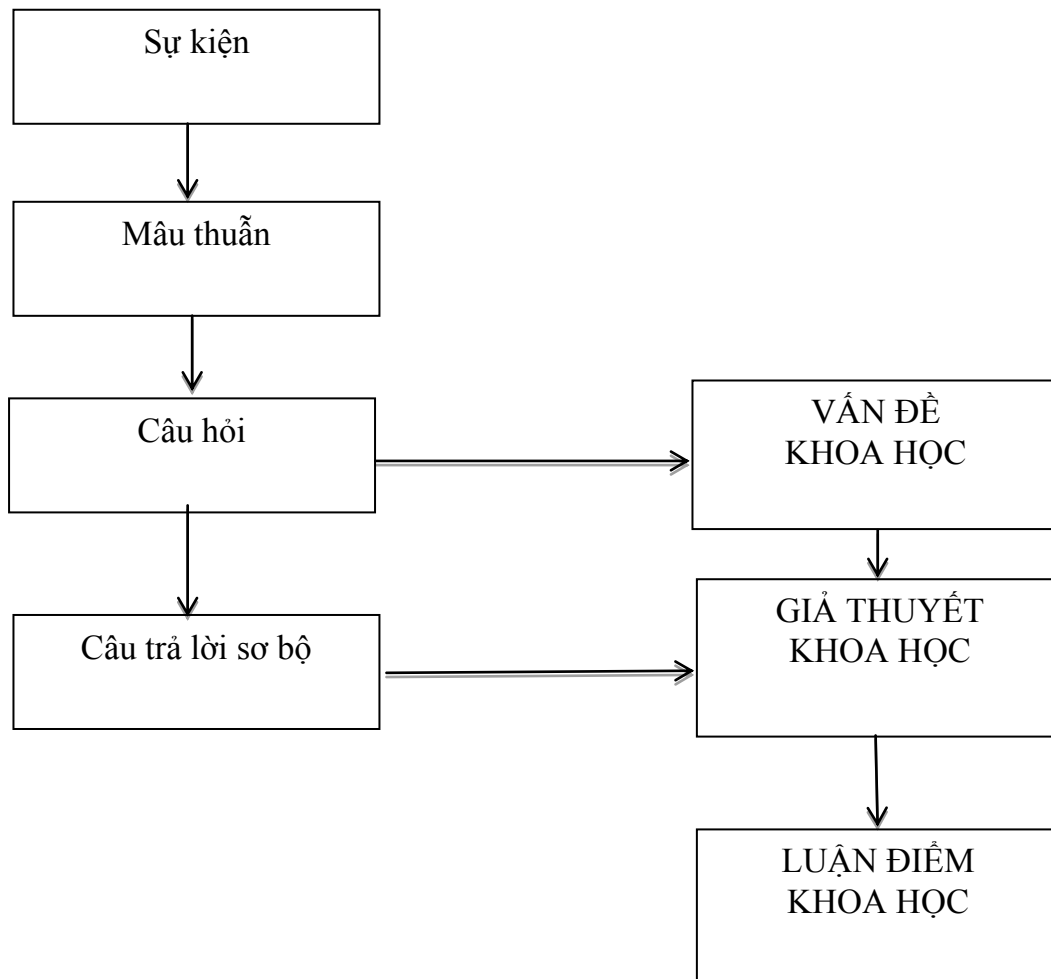 Sự kiện
Mâu thuẫn
Câu hỏi
VẤN ĐỀ
KHOA HỌC
Câu trả lời sơ bộ
GIẢ THUYẾT
KHOA HỌC
LUẬN ĐIỂM
KHOA HỌC